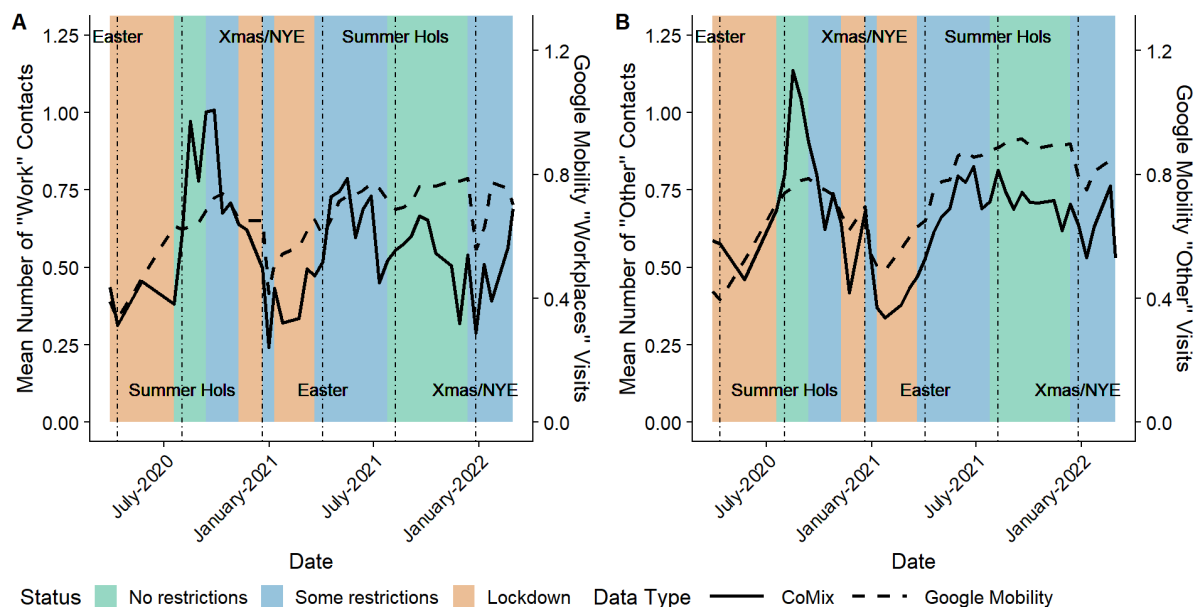 A
B
Mean Number of "Work" Contacts
1.25
1.00
0.75
0.50
0.25
0.00
Easter
Xmas/NYE
Summer Hols
Summer Hols
Easter
Xmas/NYE
1.2
0.8
0.4
0.0
Google Mobility "Workplaces" Visits
July-2020
January-2021
July-2021
January-2022
Date
Mean Number of "Other" Contacts
1.25
1.00
0.75
0.50
0.25
0.00
Easter
Xmas/NYE
Summer Hols
Summer Hols
Easter
Xmas/NYE
1.2
0.8
0.4
0.0
Google Mobility "Other" Visits
July-2020
January-2021
July-2021
January-2022
Date
Status No restrictions Some restrictions Lockdown Data Type CoMix Google Mobility